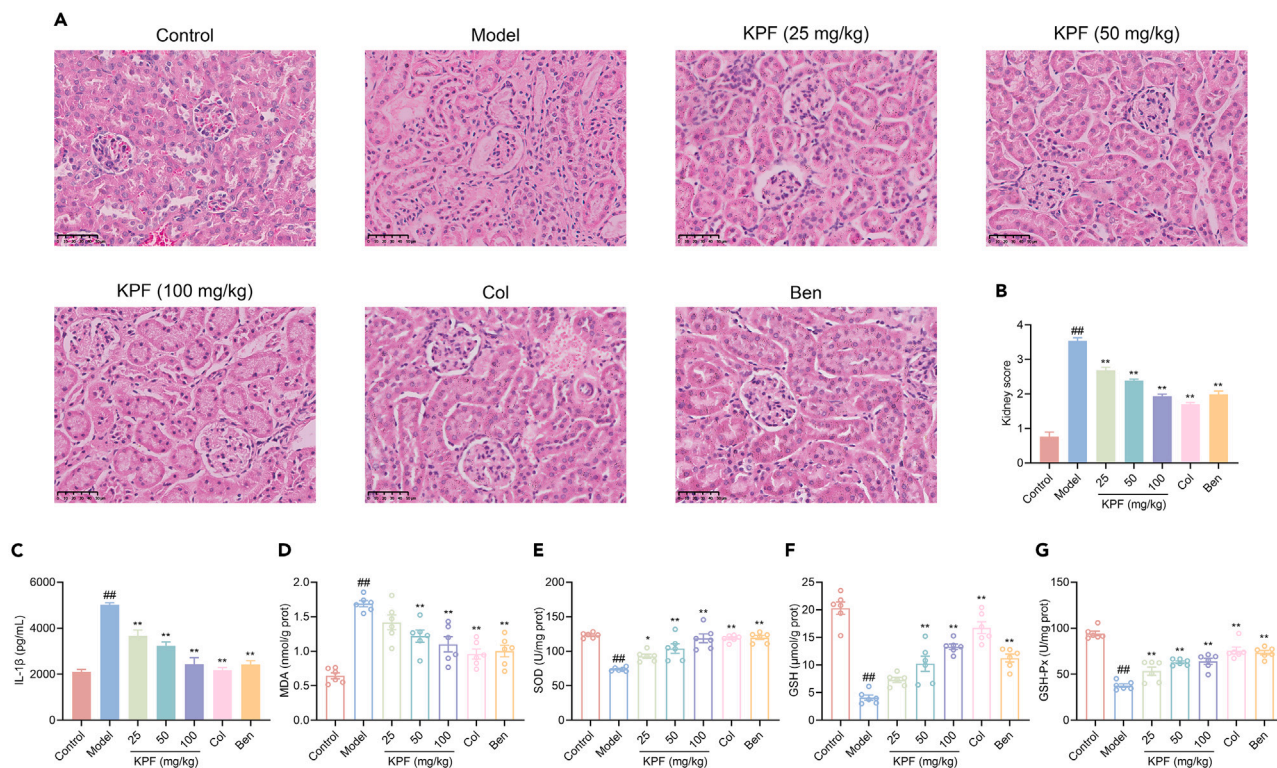 A
Control
Model
KPF (25 mg/kg)
KPF (50 mg/kg)
KPF (100 mg/kg)
Col
Ben
B
Kidney score
4
3
2
1
0
##
**
**
**
**
**
Control
Model
25
50
100
Col
Ben
KPF (mg/kg)
C
IL-1β (pg/mL)
6000
4000
2000
0
##
**
**
**
**
**
Control
Model
25
50
100
Col
Ben
KPF (mg/kg)
D
MDA (nmol/g prot)
2.0
1.5
1.0
0.5
0.0
##
**
**
**
**
Control
Model
25
50
100
Col
Ben
KPF (mg/kg)
E
SOD (U/mg prot)
200
150
100
50
0
##
*
**
**
**
**
Control
Model
25
50
100
Col
Ben
KPF (mg/kg)
F
GSH (μmol/g prot)
25
20
15
10
5
0
##
**
**
**
**
Control
Model
25
50
100
Col
Ben
KPF (mg/kg)
G
GSH-Px (U/mg prot)
150
100
50
0
##
**
**
**
**
**
Control
Model
25
50
100
Col
Ben
KPF (mg/kg)